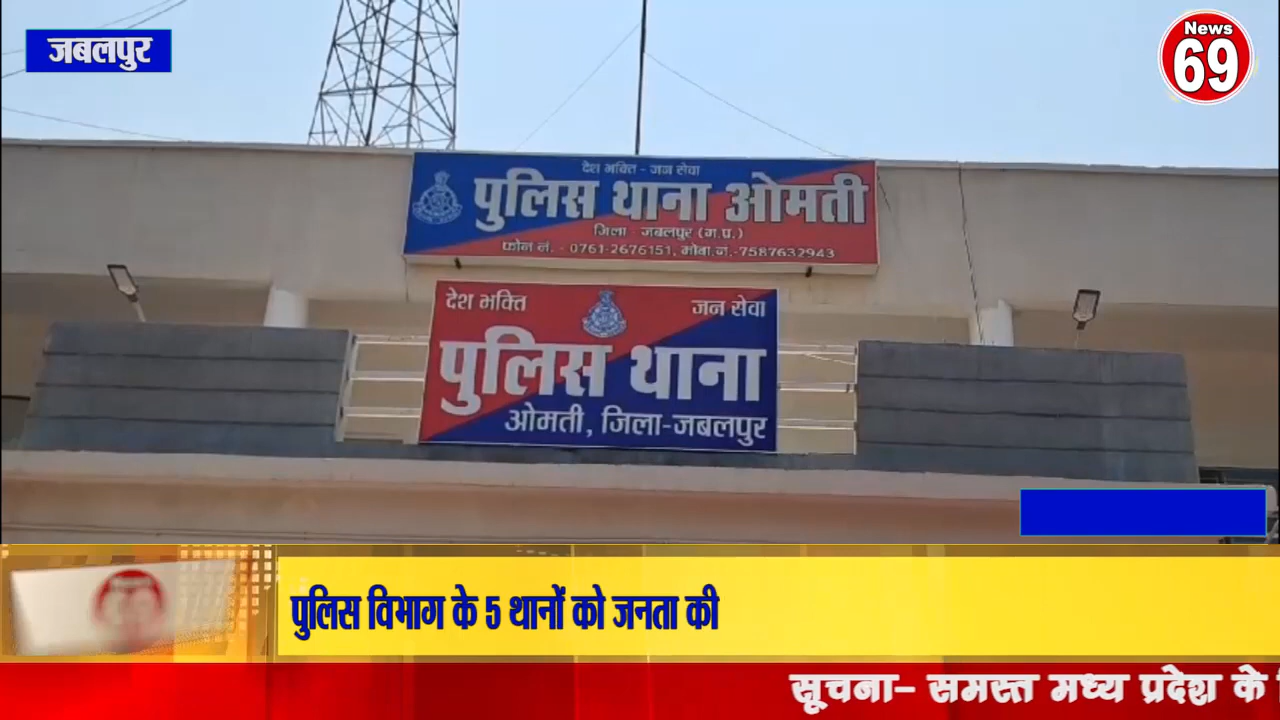 जबलपुर
News
69
देश भक्ति - जन सेवा
पुलिस थाना ओमती
जिला - जबलपुर (म.प्र.)
फोन नं. - 0761-2676151, मोबा.नं.-7587632943
देश भक्ति
जन सेवा
पुलिस थाना
ओमती, जिला-जबलपुर
पुलिस विभाग के 5 थानों को जनता की
सूचना- समस्त मध्य प्रदेश के